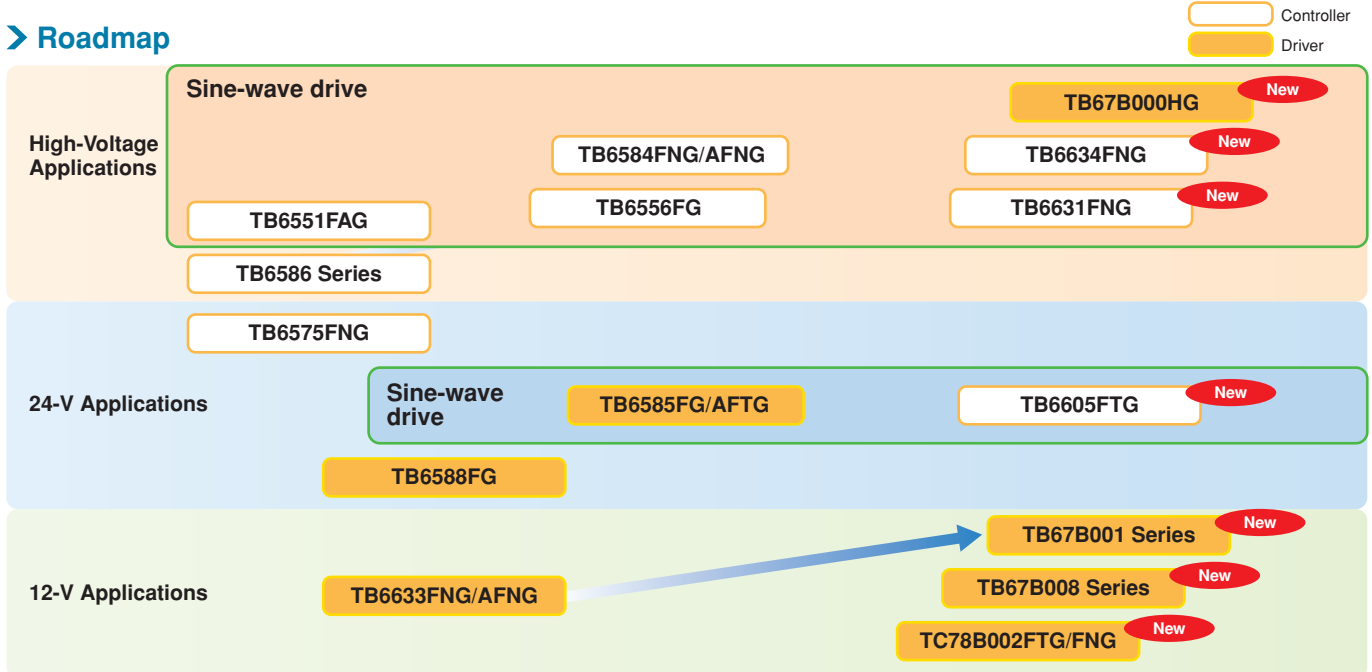 Roadmap
Controller
Driver
High-Voltage
Applications
Sine-wave drive
TB67B000HG
New
TB6584FNG/AFNG
TB6634FNG
New
TB6551FAG
TB6556FG
TB6631FNG
New
TB6586 Series
TB6575FNG
24-V Applications
Sine-wave
drive
TB6585FG/AFTG
TB6605FTG
New
TB6588FG
12-V Applications
TB6633FNG/AFNG
TB67B001 Series
New
TB67B008 Series
New
TC78B002FTG/FNG
New